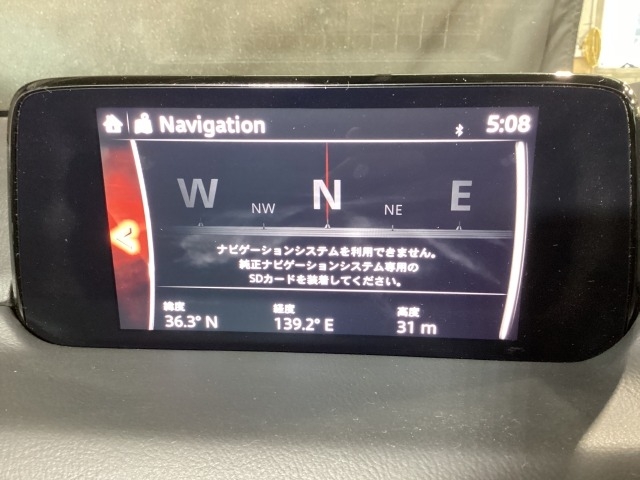 Navigation
5:08
W NW N NE E
ナビゲーションシステムを利用できません。
純正ナビゲーションシステム専用の
SDカードを装着してください。
緯度 経度 高度
36.3° N 139.2° E 31 m